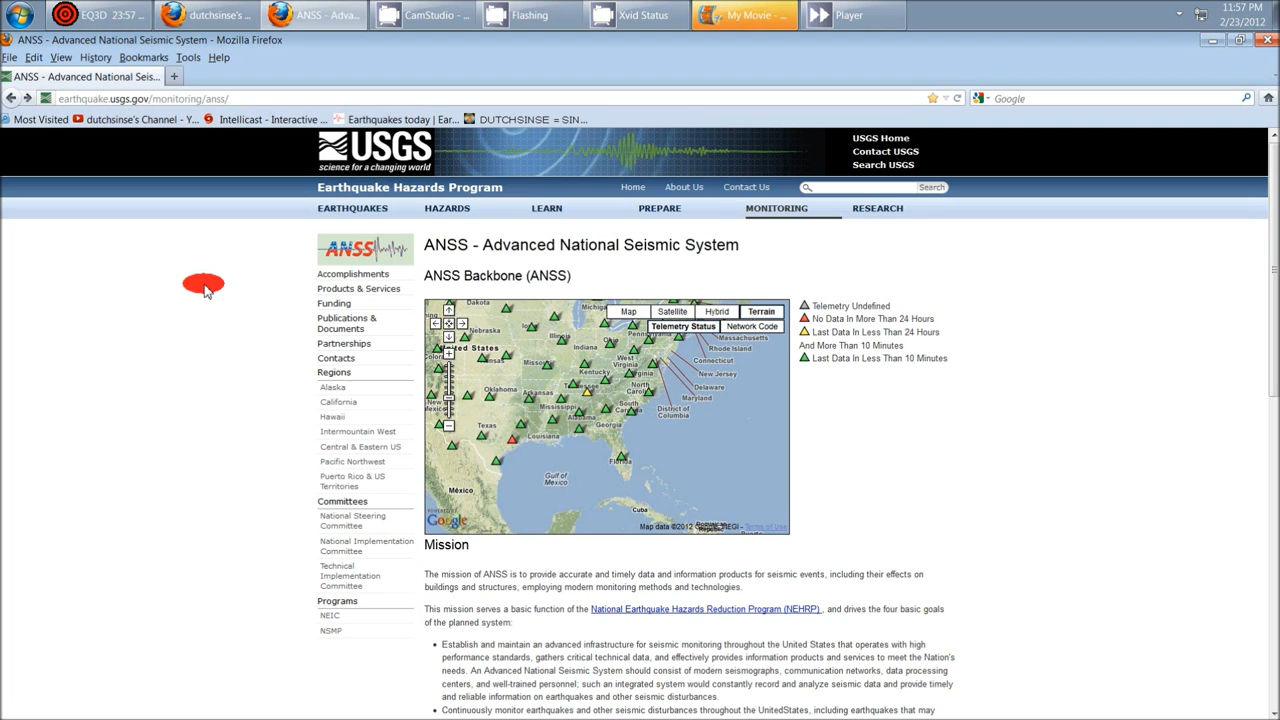 EQ3D 23:57 ...
dutchsinse's ...
ANSS - Adva...
CamStudio - ...
Flashing
Xvid Status
My Movie - ...
Player
11:57 PM
2/23/2012
ANSS - Advanced National Seismic System - Mozilla Firefox
File Edit View History Bookmarks Tools Help
ANSS - Advanced National Seis...
earthquake.usgs.gov/monitoring/anss/
Google
Most Visited dutchsinse's Channel - Y... Intellicast - Interactive ... Earthquakes today | Ear... DUTCHSINSE = SIN...
USGS
science for a changing world
USGS Home
Contact USGS
Search USGS
Earthquake Hazards Program
Home About Us Contact Us Search
EARTHQUAKES HAZARDS LEARN PREPARE MONITORING RESEARCH
ANSS
Accomplishments
Products & Services
Funding
Publications &
Documents
Partnerships
Contacts
Regions
Alaska
California
Hawaii
Intermountain West
Central & Eastern US
Pacific Northwest
Puerto Rico & US
Territories
Committees
National Steering
Committee
National Implementation
Committee
Technical
Implementation
Committee
Programs
NEIC
NSMP
ANSS - Advanced National Seismic System
ANSS Backbone (ANSS)
Map Satellite Hybrid Terrain
Telemetry Status Network Code
Dakota
Nebraska
Iowa
Michigan
Massachusetts
Rhode Island
Connecticut
New Jersey
Delaware
Maryland
District of
Columbia
Indiana
West
Virginia
Virginia
Oklahoma
Arkansas
North
Carolina
South
Carolina
Mississippi
Alabama
Georgia
Texas
Louisiana
Florida
Gulf of
Mexico
México
Cuba
Google
Map data ©2012
Terms of Use
Telemetry Undefined
No Data In More Than 24 Hours
Last Data In Less Than 24 Hours
And More Than 10 Minutes
Last Data In Less Than 10 Minutes
Mission
The mission of ANSS is to provide accurate and timely data and information products for seismic events, including their effects on
buildings and structures, employing modern monitoring methods and technologies.
This mission serves a basic function of the National Earthquake Hazards Reduction Program (NEHRP) , and drives the four basic goals
of the planned system:
• Establish and maintain an advanced infrastructure for seismic monitoring throughout the United States that operates with high
performance standards, gathers critical technical data, and effectively provides information products and services to meet the Nation's
needs. An Advanced National Seismic System should consist of modern seismographs, communication networks, data processing
centers, and well-trained personnel; such an integrated system would constantly record and analyze seismic data and provide timely
and reliable information on earthquakes and other seismic disturbances.
• Continuously monitor earthquakes and other seismic disturbances throughout the UnitedStates, including earthquakes that may